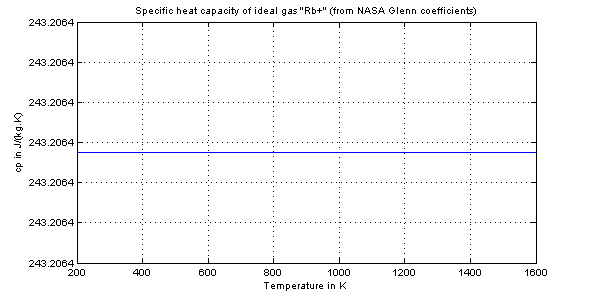 Specific heat capacity of ideal gas "Rb+" (from NASA Glenn coefficients)
243.2064
243.2064
243.2064
243.2064
243.2064
243.2064
243.2064
cp in J/(kg.K)
200 400 600 800 1000 1200 1400 1600
Temperature in K